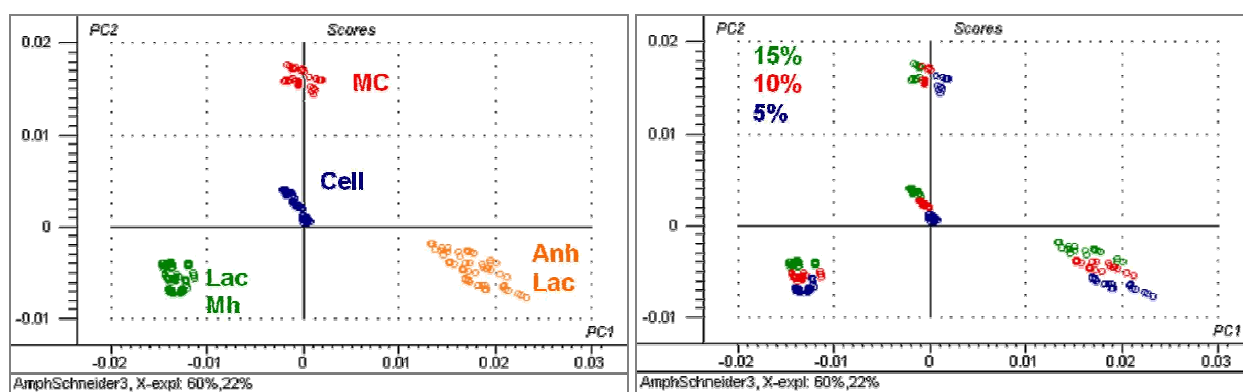 PC2 Scores
0.02
MC
0.01
Cell
0
Anh
Lac
Lac
Mh
-0.01
PC1
-0.02 -0.01 0 0.01 0.02 0.03
AmphSchneider3, X-expl: 60%,22%
PC2 Scores
0.02
15%
10%
5%
0.01
0
-0.01
PC1
-0.02 -0.01 0 0.01 0.02 0.03
AmphSchneider3, X-expl: 60%,22%